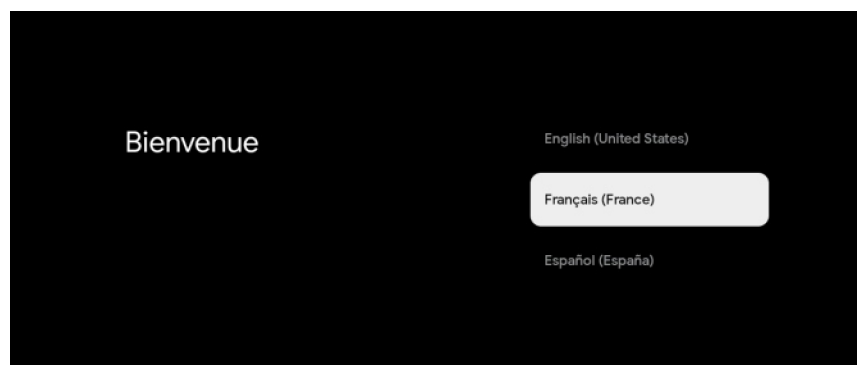 Bienvenue
English (United States)
Français (France)
Español (España)